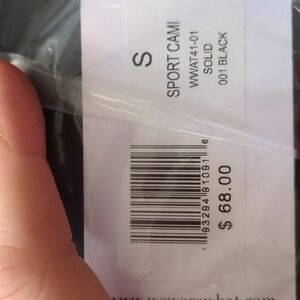 S
SPORT CAMI
WWAT41-01
SOLID
001 BLACK
$ 68.00